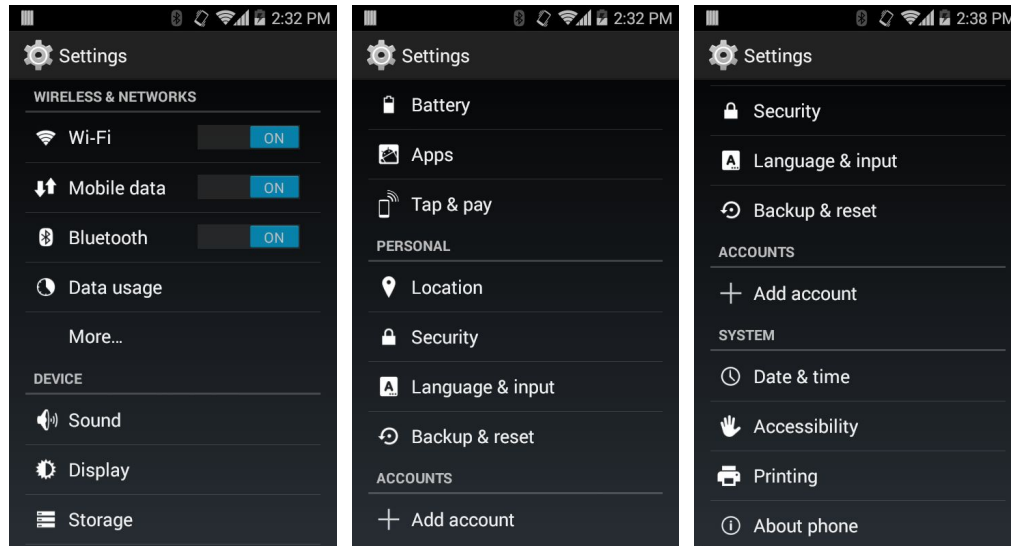 2:32 PM
Settings
WIRELESS & NETWORKS
Wi-Fi ON
Mobile data ON
Bluetooth ON
Data usage
More...
DEVICE
Sound
Display
Storage
2:32 PM
Settings
Battery
Apps
Tap & pay
PERSONAL
Location
Security
Language & input
Backup & reset
ACCOUNTS
Add account
2:38 PM
Settings
Security
Language & input
Backup & reset
ACCOUNTS
Add account
SYSTEM
Date & time
Accessibility
Printing
About phone